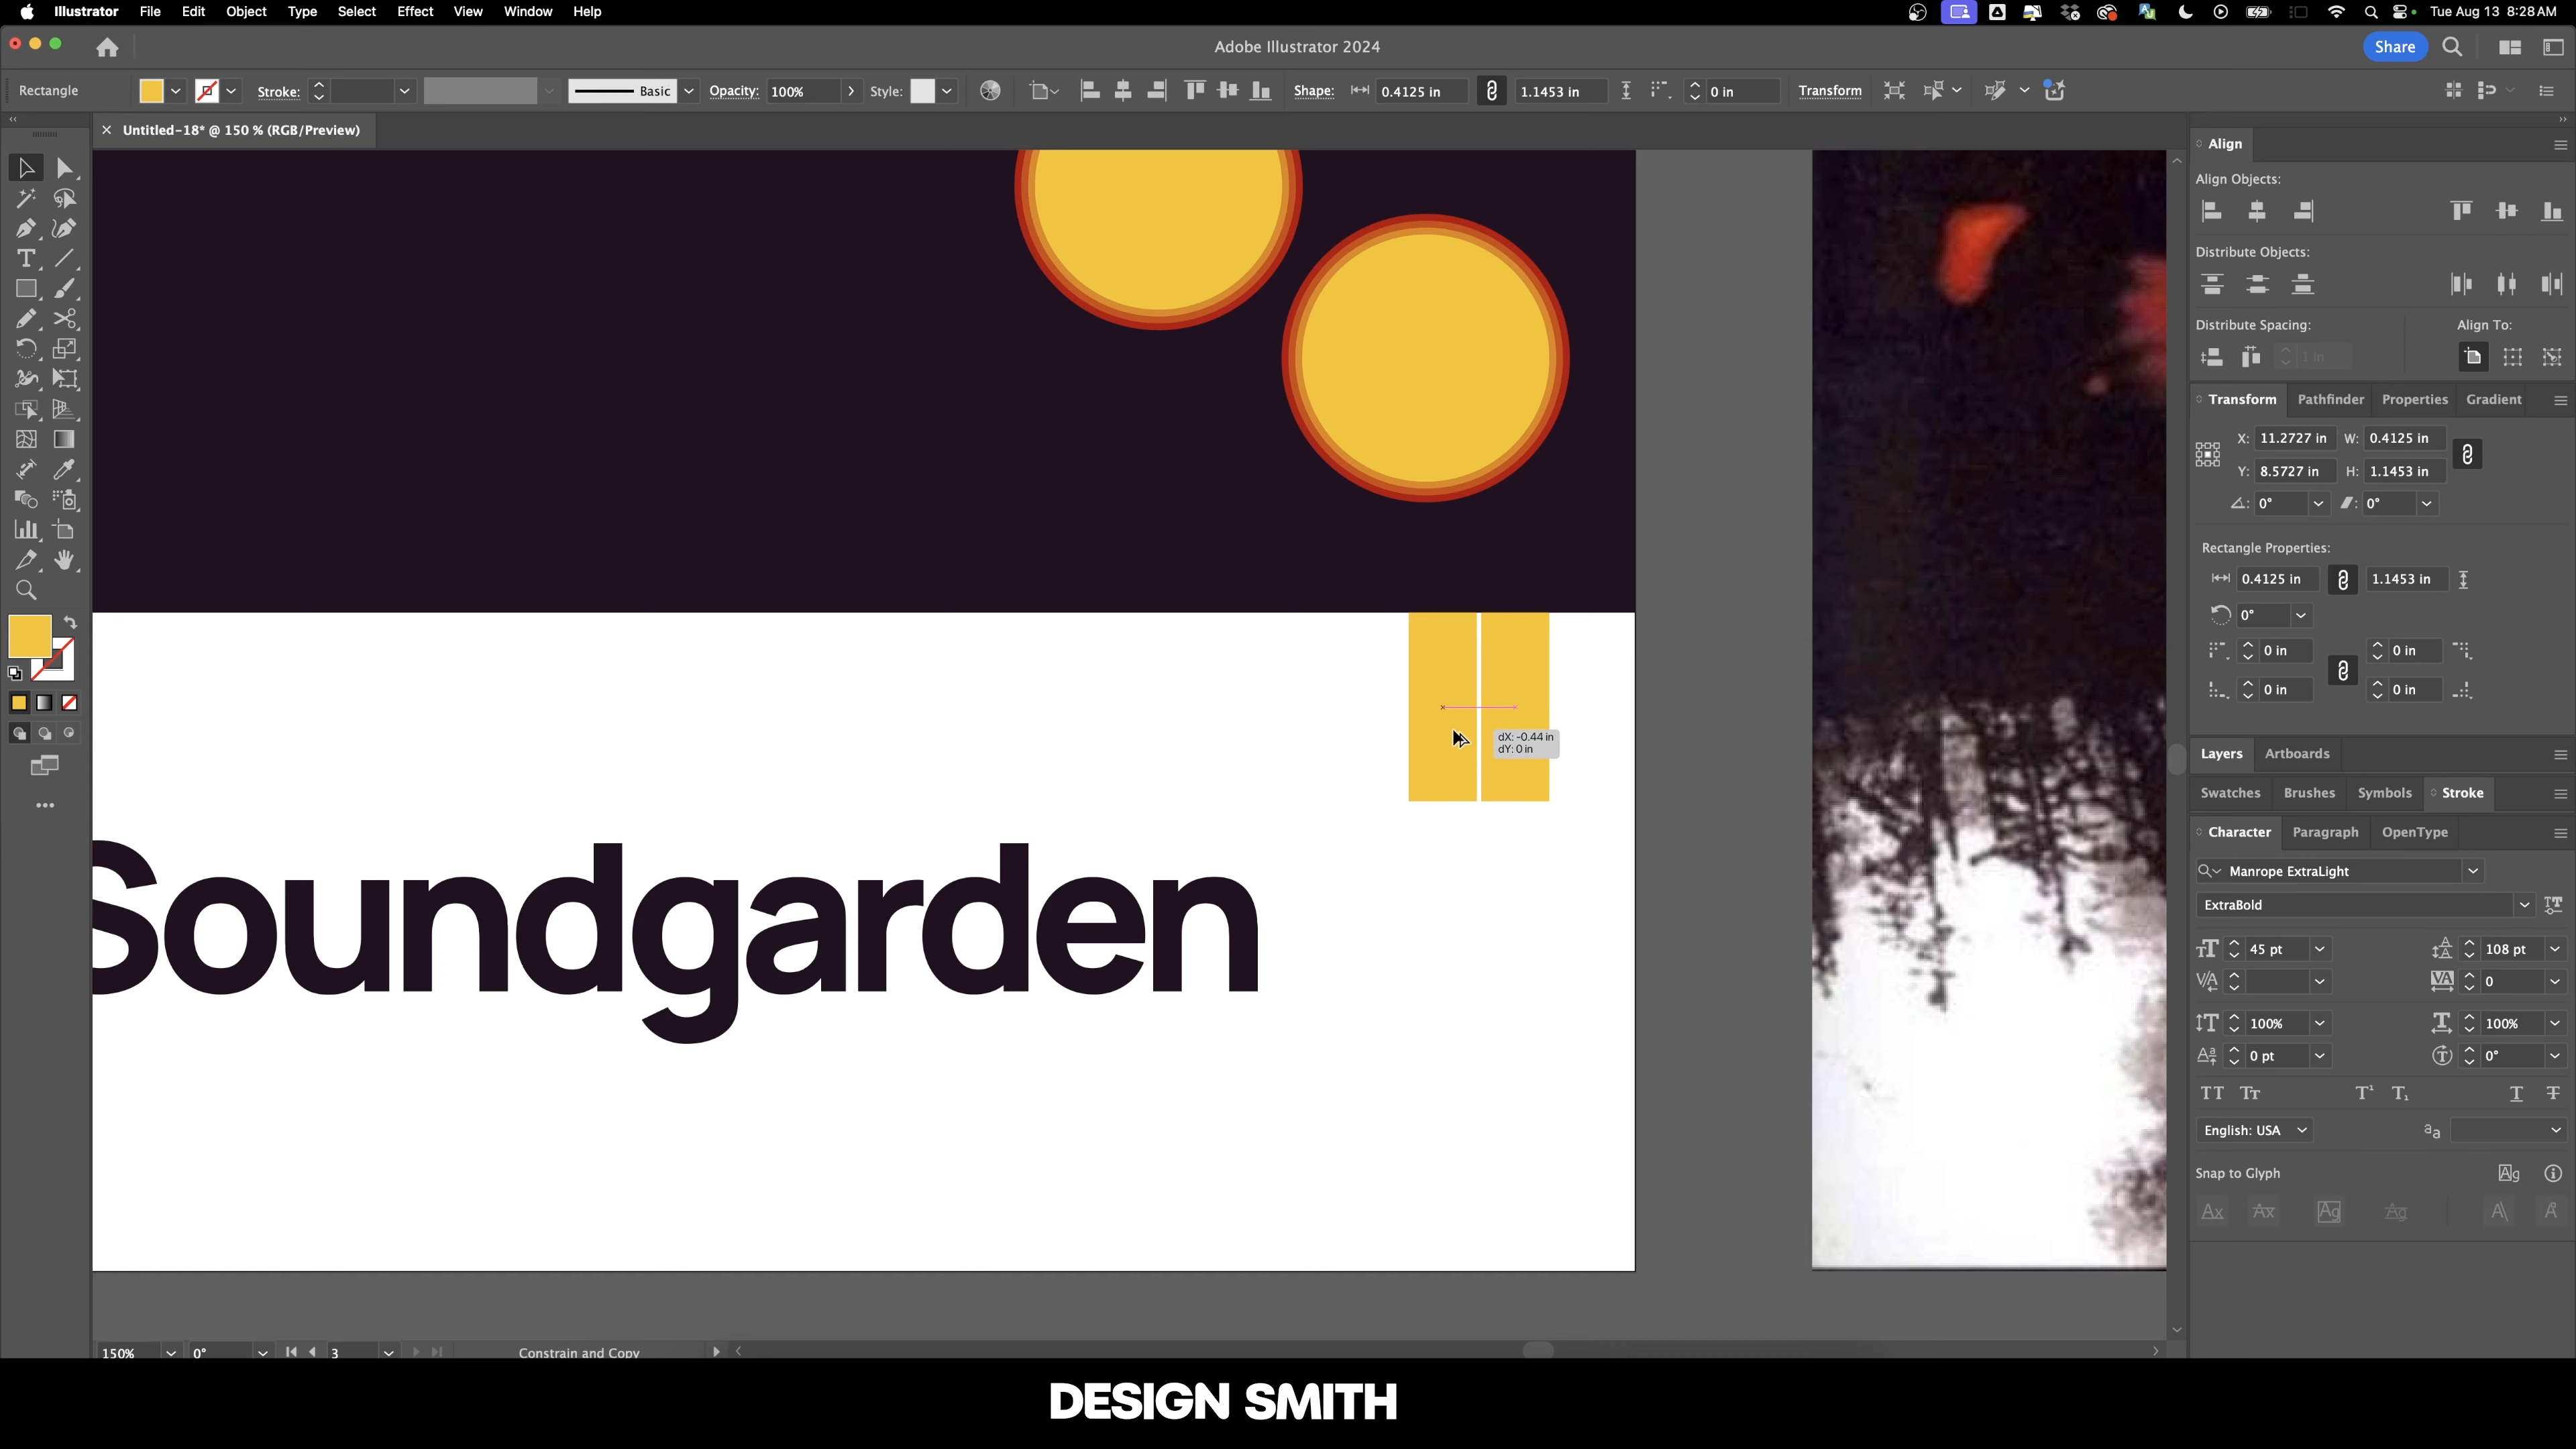 Illustrator File Edit Object Type Select Effect View Window Help Tue Aug 13 8:28 AM
Adobe Illustrator 2024 Share
Rectangle Stroke: Basic Opacity: 100% Style: Shape: 0.4125 in 1.1453 in 0 in Transform
Untitled-18* @ 150 % (RGB/Preview)
Align
Align Objects:
Distribute Objects:
Distribute Spacing: Align To:
1 in
Transform Pathfinder Properties Gradient
X: 11.2727 in W: 0.4125 in
Y: 8.5727 in H: 1.1453 in
0° 0°
Rectangle Properties:
0.4125 in 1.1453 in
0°
0 in 0 in
0 in 0 in
dX: -0.44 in
dY: 0 in
Soundgarden
Layers Artboards
Swatches Brushes Symbols Stroke
Character Paragraph OpenType
Manrope ExtraLight
ExtraBold
45 pt 108 pt
0
100% 100%
0 pt 0°
English: USA
Snap to Glyph
150% 0° 3 Constrain and Copy
DESIGN SMITH